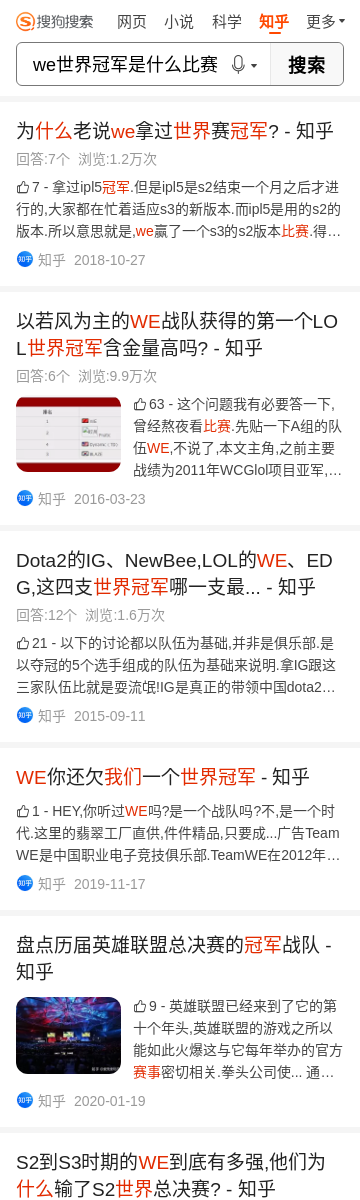 搜狗搜索 网页 小说 科学 知乎 更多
we世界冠军是什么比赛 搜索
为什么老说we拿过世界赛冠军? - 知乎
回答:7个 浏览:1.2万次
7 - 拿过ipl5冠军.但是ipl5是s2结束一个月之后才进
行的,大家都在忙着适应s3的新版本.而ipl5是用的s2的
版本.所以意思就是,we赢了一个s3的s2版本比赛.得…
知乎 2018-10-27
以若风为主的WE战队获得的第一个LO
L世界冠军含金量高吗? - 知乎
回答:6个 浏览:9.9万次
63 - 这个问题我有必要答一下,
曾经熬夜看比赛.先贴一下A组的队
伍WE,不说了,本文主角,之前主要
战绩为2011年WCGlol项目亚军,…
知乎 2016-03-23
Dota2的IG、NewBee,LOL的WE、ED
G,这四支世界冠军哪一支最... - 知乎
回答:12个 浏览:1.6万次
21 - 以下的讨论都以队伍为基础,并非是俱乐部.是
以夺冠的5个选手组成的队伍为基础来说明.拿IG跟这
三家队伍比就是耍流氓!IG是真正的带领中国dota2…
知乎 2015-09-11
WE你还欠我们一个世界冠军 - 知乎
1 - HEY,你听过WE吗?是一个战队吗?不,是一个时
代.这里的翡翠工厂直供,件件精品,只要成...广告Team
WE是中国职业电子竞技俱乐部.TeamWE在2012年…
知乎 2019-11-17
盘点历届英雄联盟总决赛的冠军战队 -
知乎
9 - 英雄联盟已经来到了它的第
十个年头,英雄联盟的游戏之所以
能如此火爆这与它每年举办的官方
赛事密切相关.拳头公司使... 通…
知乎 2020-01-19
S2到S3时期的WE到底有多强,他们为
什么输了S2世界总决赛? - 知乎